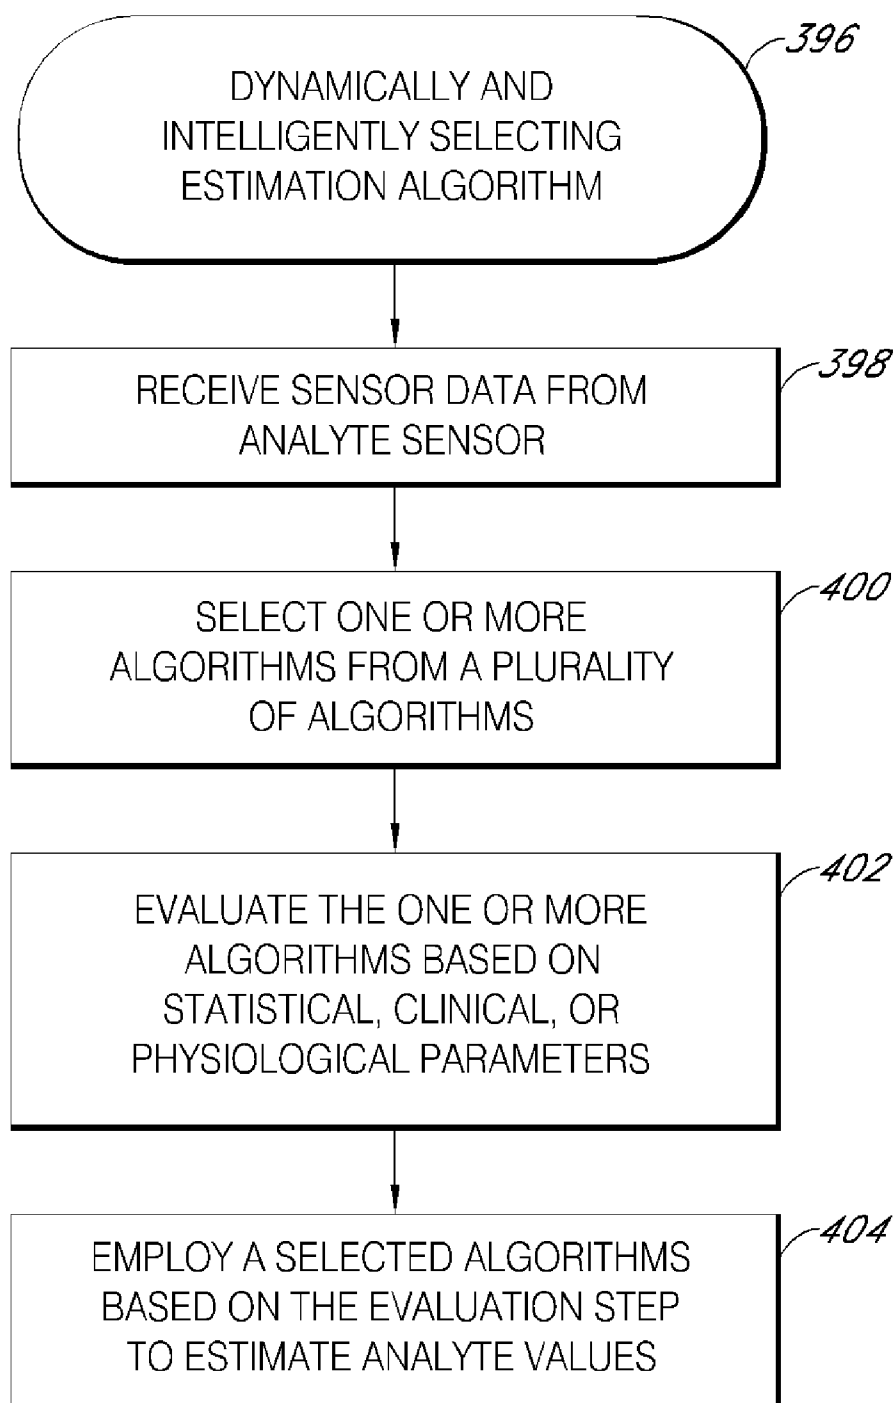 396
DYNAMICALLY AND
INTELLIGENTLY SELECTING
ESTIMATION ALGORITHM
398
RECEIVE SENSOR DATA FROM
ANALYTE SENSOR
400
SELECT ONE OR MORE
ALGORITHMS FROM A PLURALITY
OF ALGORITHMS
402
EVALUATE THE ONE OR MORE
ALGORITHMS BASED ON
STATISTICAL, CLINICAL, OR
PHYSIOLOGICAL PARAMETERS
404
EMPLOY A SELECTED ALGORITHMS
BASED ON THE EVALUATION STEP
TO ESTIMATE ANALYTE VALUES